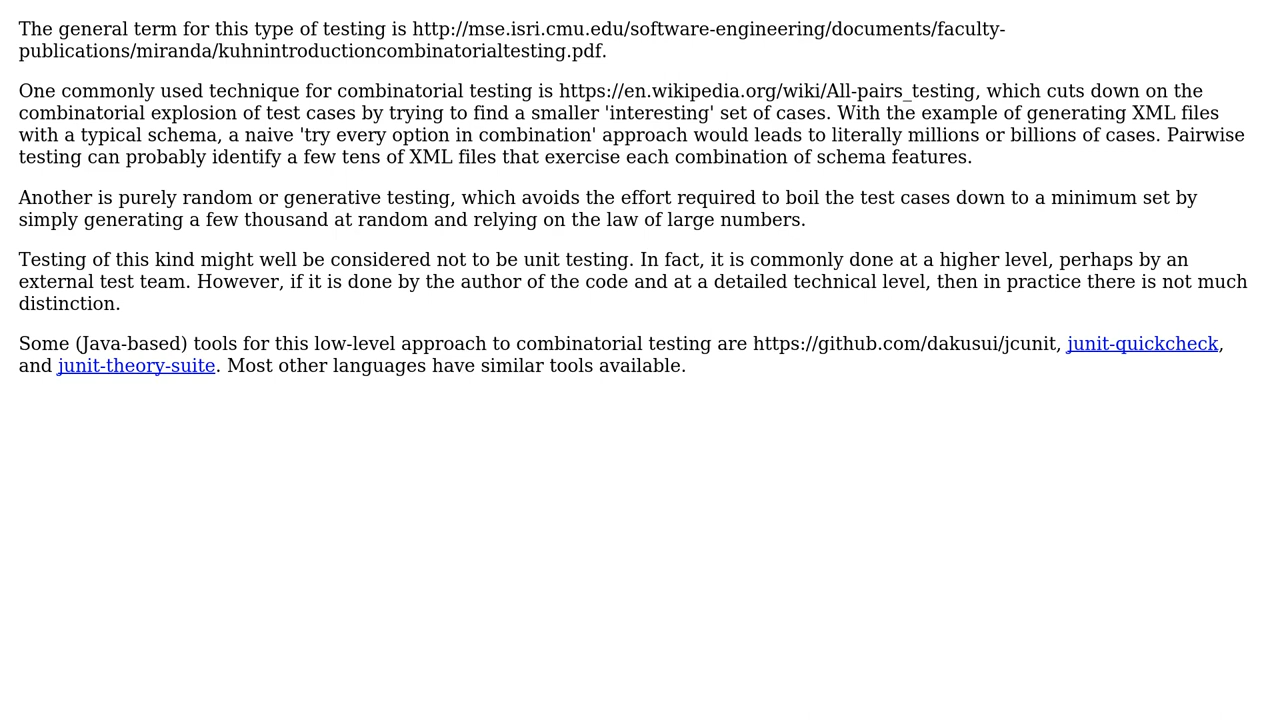 The general term for this type of testing is http://mse.isri.cmu.edu/software-engineering/documents/faculty-
publications/miranda/kuhnintroductioncombinatorialtesting.pdf.
One commonly used technique for combinatorial testing is https://en.wikipedia.org/wiki/All-pairs_testing, which cuts down on the
combinatorial explosion of test cases by trying to find a smaller 'interesting' set of cases. With the example of generating XML files
with a typical schema, a naive 'try every option in combination' approach would leads to literally millions or billions of cases. Pairwise
testing can probably identify a few tens of XML files that exercise each combination of schema features.
Another is purely random or generative testing, which avoids the effort required to boil the test cases down to a minimum set by
simply generating a few thousand at random and relying on the law of large numbers.
Testing of this kind might well be considered not to be unit testing. In fact, it is commonly done at a higher level, perhaps by an
external test team. However, if it is done by the author of the code and at a detailed technical level, then in practice there is not much
distinction.
Some (Java-based) tools for this low-level approach to combinatorial testing are https://github.com/dakusui/jcunit, junit-quickcheck,
and junit-theory-suite. Most other languages have similar tools available.